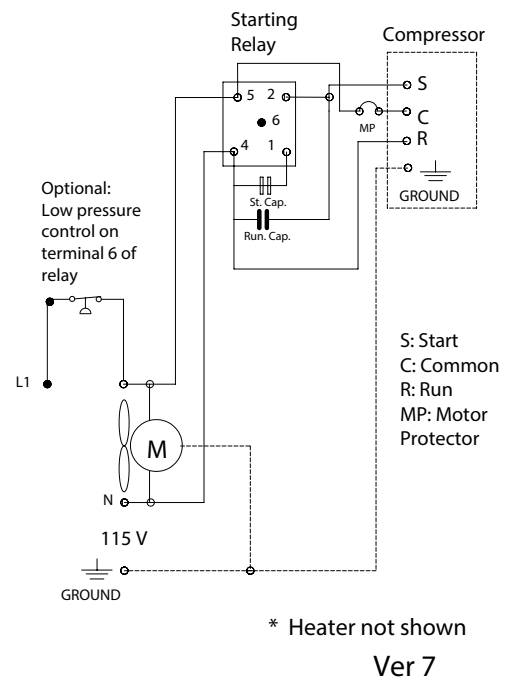 Starting
Relay
Compressor
5 2
6
4 1
S
C
R
MP
GROUND
St. Cap.
Run. Cap.
Optional:
Low pressure
control on
terminal 6 of
relay
L1
S: Start
C: Common
R: Run
MP: Motor
Protector
M
N
115 V
GROUND
* Heater not shown
Ver 7